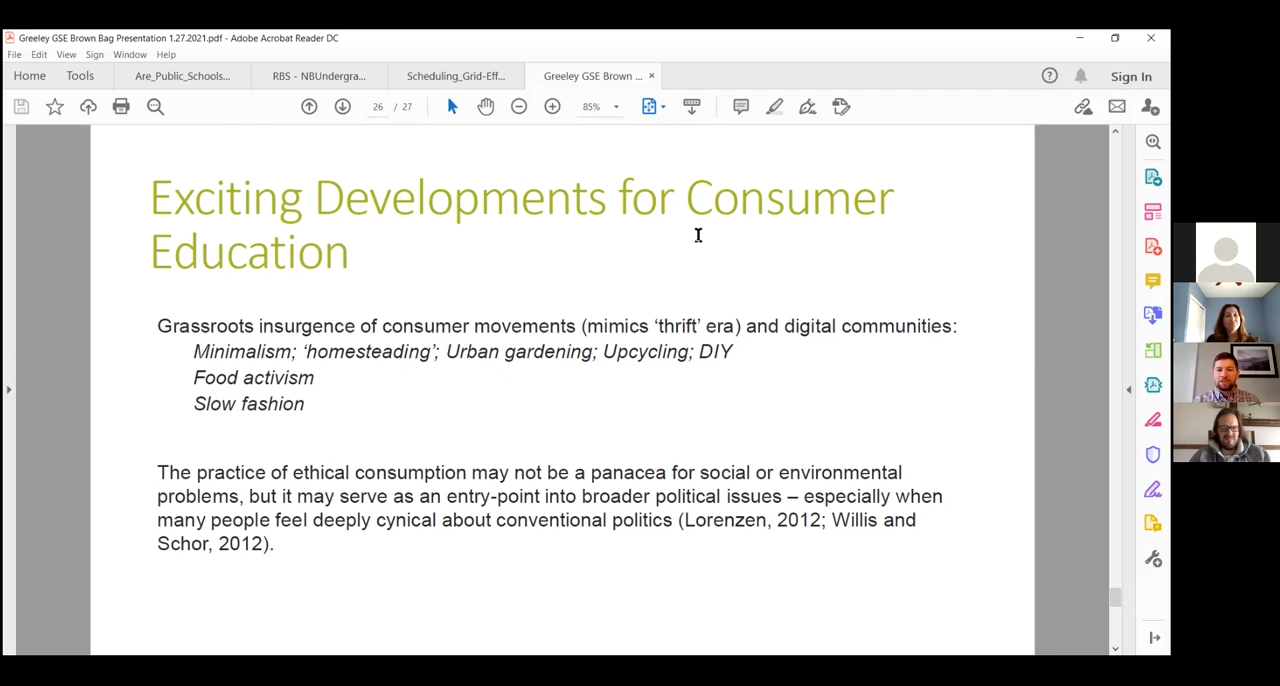 Greeley GSE Brown Bag Presentation 1.27.2021.pdf - Adobe Acrobat Reader DC
File Edit View Sign Window Help
Home Tools Are_Public_Schools... RBS - NBUndergra... Scheduling_Grid-Eff... Greeley GSE Brown ... × Sign In
26 / 27 85%
Exciting Developments for Consumer
Education
Grassroots insurgence of consumer movements (mimics ‘thrift’ era) and digital communities:
Minimalism; ‘homesteading’; Urban gardening; Upcycling; DIY
Food activism
Slow fashion
The practice of ethical consumption may not be a panacea for social or environmental
problems, but it may serve as an entry-point into broader political issues – especially when
many people feel deeply cynical about conventional politics (Lorenzen, 2012; Willis and
Schor, 2012).